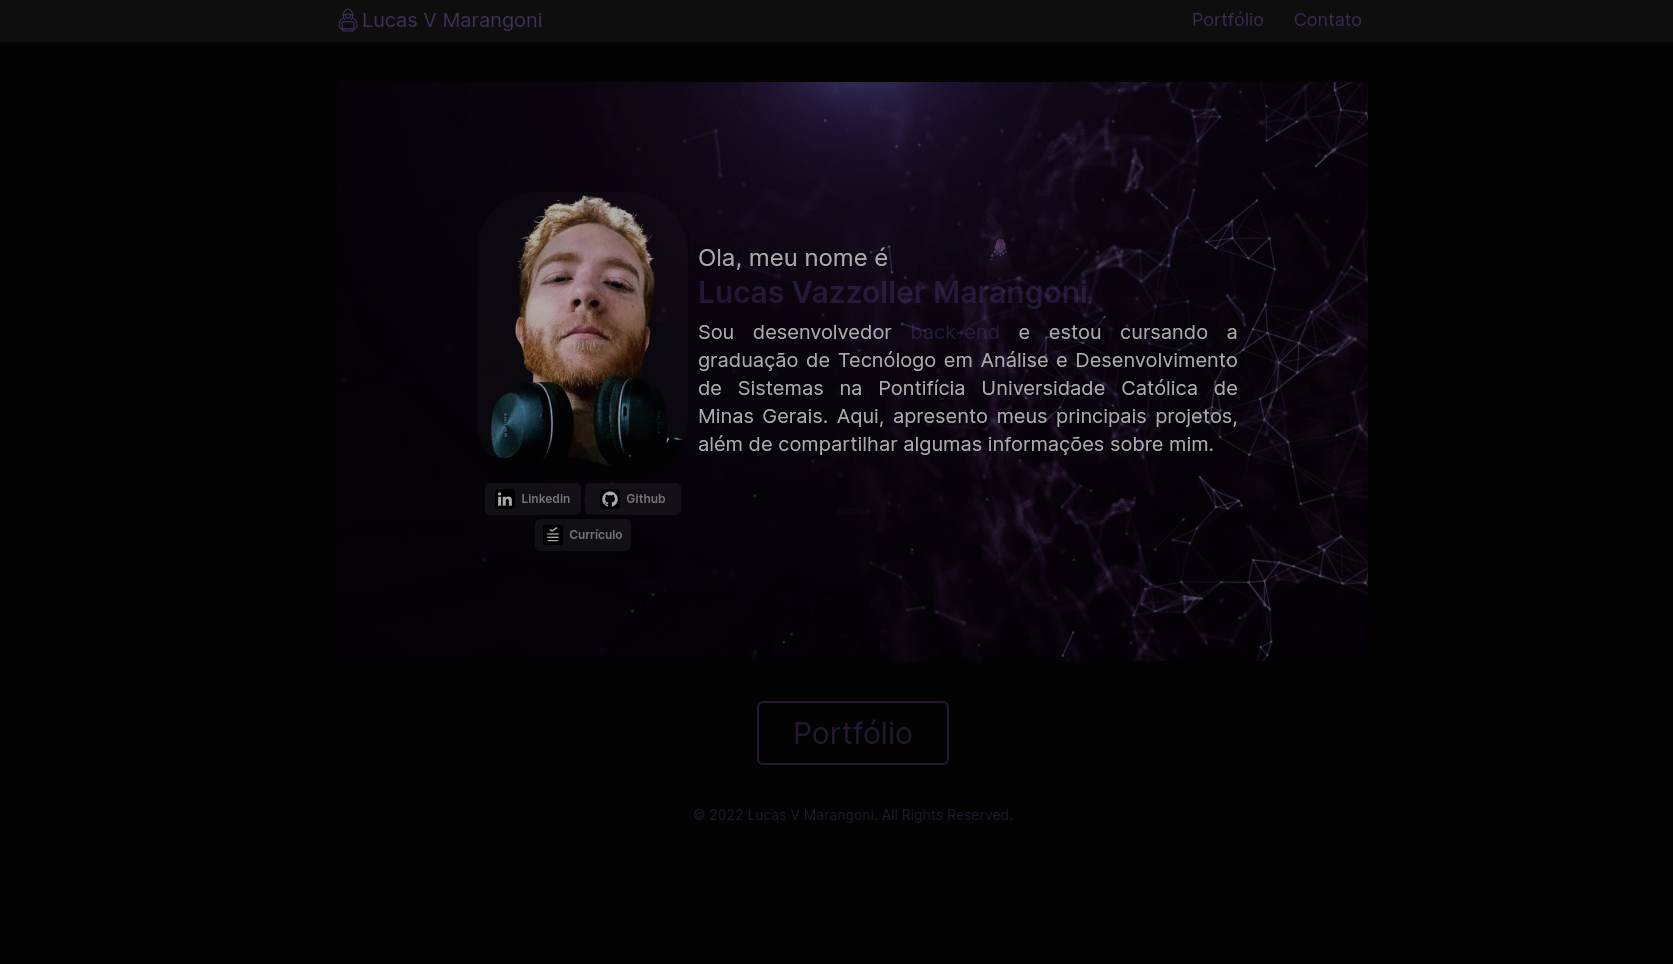 Lucas V Marangoni
Portfólio
Contato
Ola, meu nome é
Lucas Vazzoller Marangoni
Sou desenvolvedor back-end e estou cursando a
graduação de Tecnólogo em Análise e Desenvolvimento
de Sistemas na Pontifícia Universidade Católica de
Minas Gerais. Aqui, apresento meus principais projetos,
além de compartilhar algumas informações sobre mim.
Linkedin
Github
Currículo
Portfólio
© 2022 Lucas V Marangoni. All Rights Reserved.